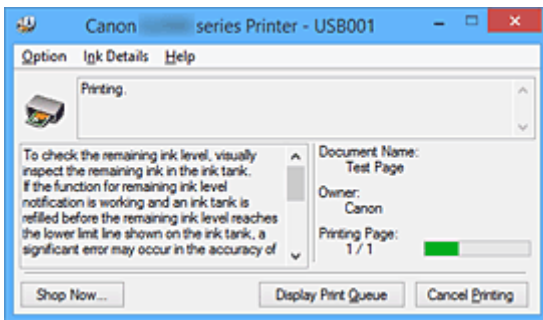 Canon series Printer - USB001
Option Ink Details Help
Printing.
To check the remaining ink level, visually
inspect the remaining ink in the ink tank.
If the function for remaining ink level
notification is working and an ink tank is
refilled before the remaining ink level reaches
the lower limit line shown on the ink tank, a
significant error may occur in the accuracy of
Document Name:
Test Page
Owner:
Canon
Printing Page:
1 / 1
Shop Now... Display Print Queue Cancel Printing